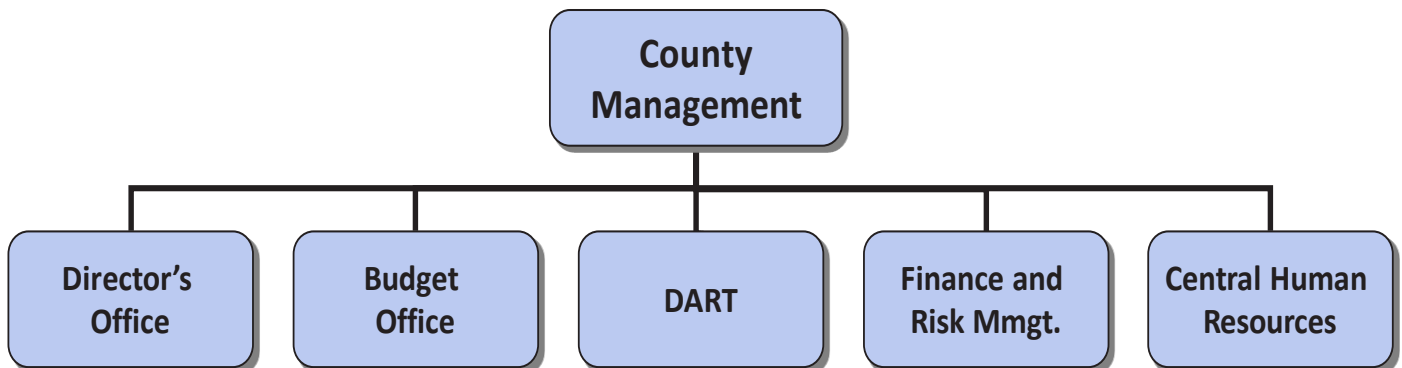 County
Management
Director’s
Office
Budget
Office
DART
Finance and
Risk Mmgt.
Central Human
Resources